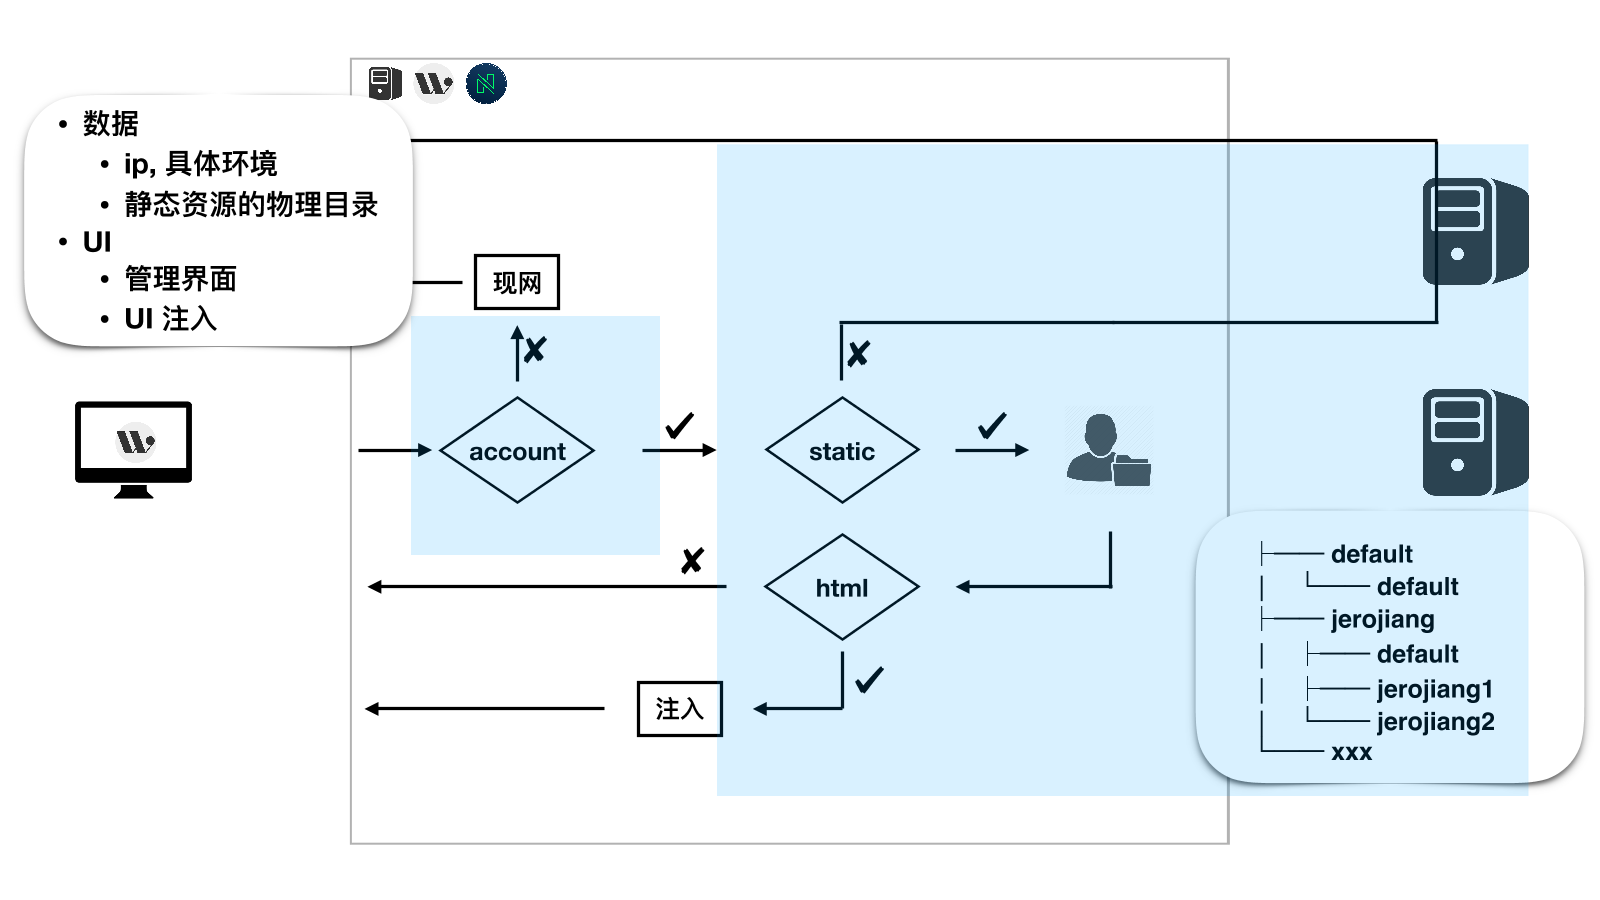 • 数据
• ip, 具体环境
• 静态资源的物理目录
• UI
• 管理界面
• UI 注入
现网
✘
✘
account
✔
static
✔
✘
html
✔
注入
├── default
│ └── default
├── jerojiang
│ ├── default
│ ├── jerojiang1
│ └── jerojiang2
└── xxx